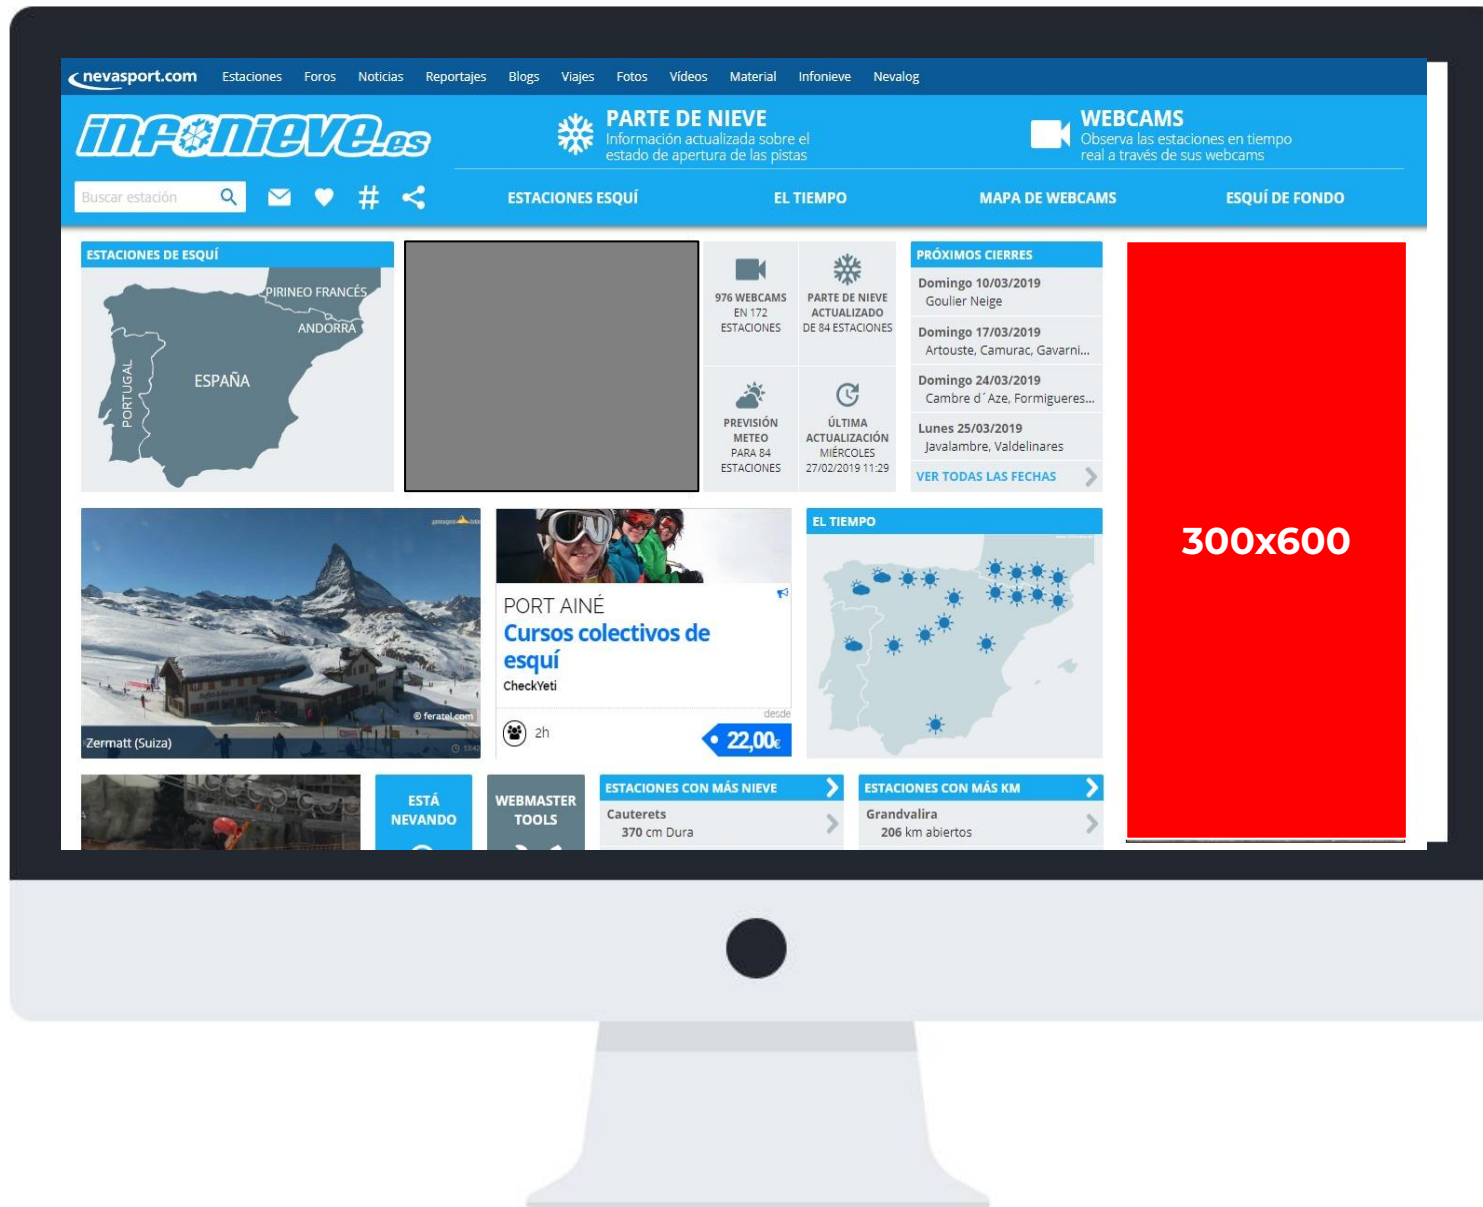 nevasport.com Estaciones Foros Noticias Reportajes Blogs Viajes Fotos Vídeos Material Infonieve Nevalog
infonieve.es
PARTE DE NIEVE
Información actualizada sobre el
estado de apertura de las pistas
WEBCAMS
Observa las estaciones en tiempo
real a través de sus webcams
Buscar estación
ESTACIONES ESQUÍ EL TIEMPO MAPA DE WEBCAMS ESQUÍ DE FONDO
ESTACIONES DE ESQUÍ
PIRINEO FRANCÉS
ANDORRA
ESPAÑA
PORTUGAL
976 WEBCAMS
EN 172
ESTACIONES
PARTE DE NIEVE
ACTUALIZADO
DE 84 ESTACIONES
PREVISIÓN
METEO
PARA 84
ESTACIONES
ÚLTIMA
ACTUALIZACIÓN
MIÉRCOLES
27/02/2019 11:29
PRÓXIMOS CIERRES
Domingo 10/03/2019
Goulier Neige
Domingo 17/03/2019
Artouste, Camurac, Gavarni...
Domingo 24/03/2019
Cambre d´Aze, Formigueres...
Lunes 25/03/2019
Javalambre, Valdelinares
VER TODAS LAS FECHAS
300x600
© feratel.com
Zermatt (Suiza)
PORT AINÉ
Cursos colectivos de
esquí
CheckYeti
2h
desde
22,00€
EL TIEMPO
ESTÁ
NEVANDO
WEBMASTER
TOOLS
ESTACIONES CON MÁS NIEVE
Cauterets
370 cm Dura
ESTACIONES CON MÁS KM
Grandvalira
206 km abiertos